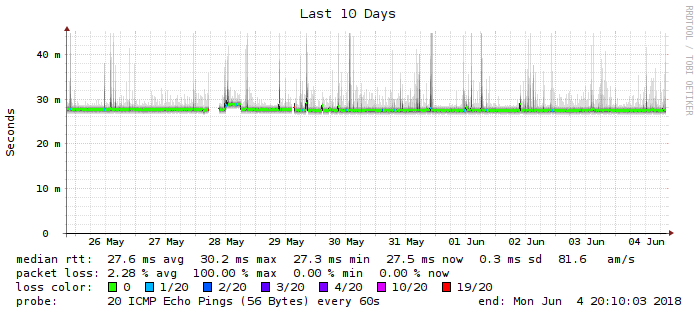 Last 10 Days
RRDTOOL / TOBI OETIKER
Seconds
40 m
30 m
20 m
10 m
0
26 May 27 May 28 May 29 May 30 May 31 May 01 Jun 02 Jun 03 Jun 04 Jun
median rtt: 27.6 ms avg 30.2 ms max 27.3 ms min 27.5 ms now 0.3 ms sd 81.6 am/s
packet loss: 2.28 % avg 100.00 % max 0.00 % min 0.00 % now
loss color: 0 1/20 2/20 3/20 4/20 10/20 19/20
probe: 20 ICMP Echo Pings (56 Bytes) every 60s end: Mon Jun 4 20:10:03 2018